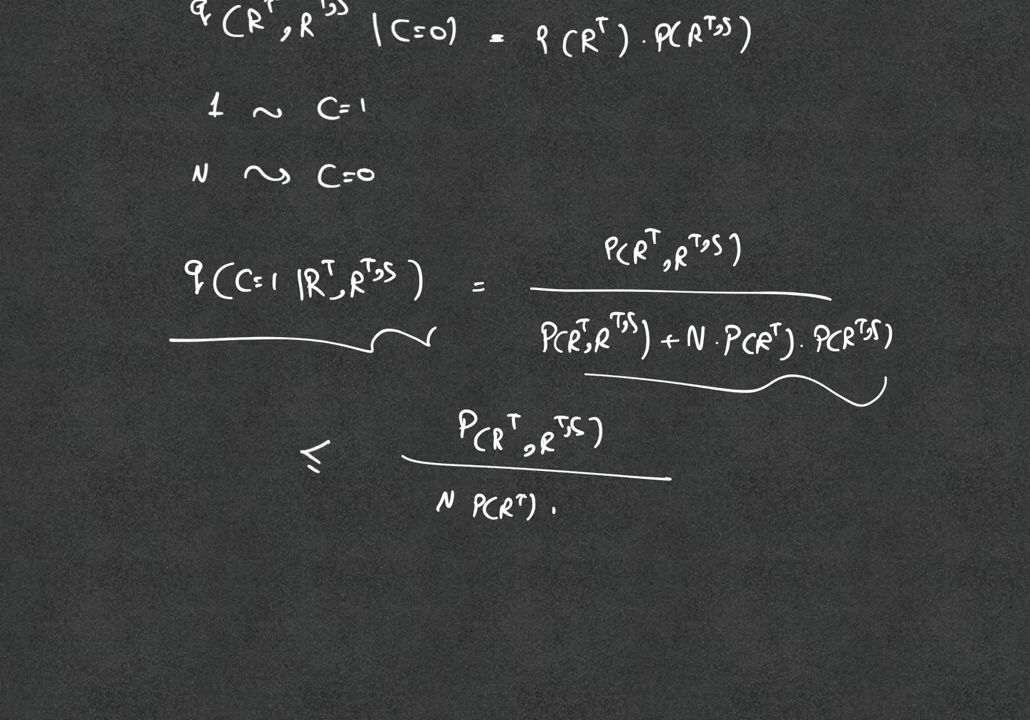 q (R^T, R^{T,S} | C=0) = P(R^T) · P(R^{T,S})
1 ~ C=1
N ~> C=0
q (C=1 | R^T, R^{T,S}) = P(R^T, R^{T,S})
P(R^T, R^{T,S}) + N · P(R^T) · P(R^{T,S})
≤ P(R^T, R^{T,S})
N P(R^T) ·